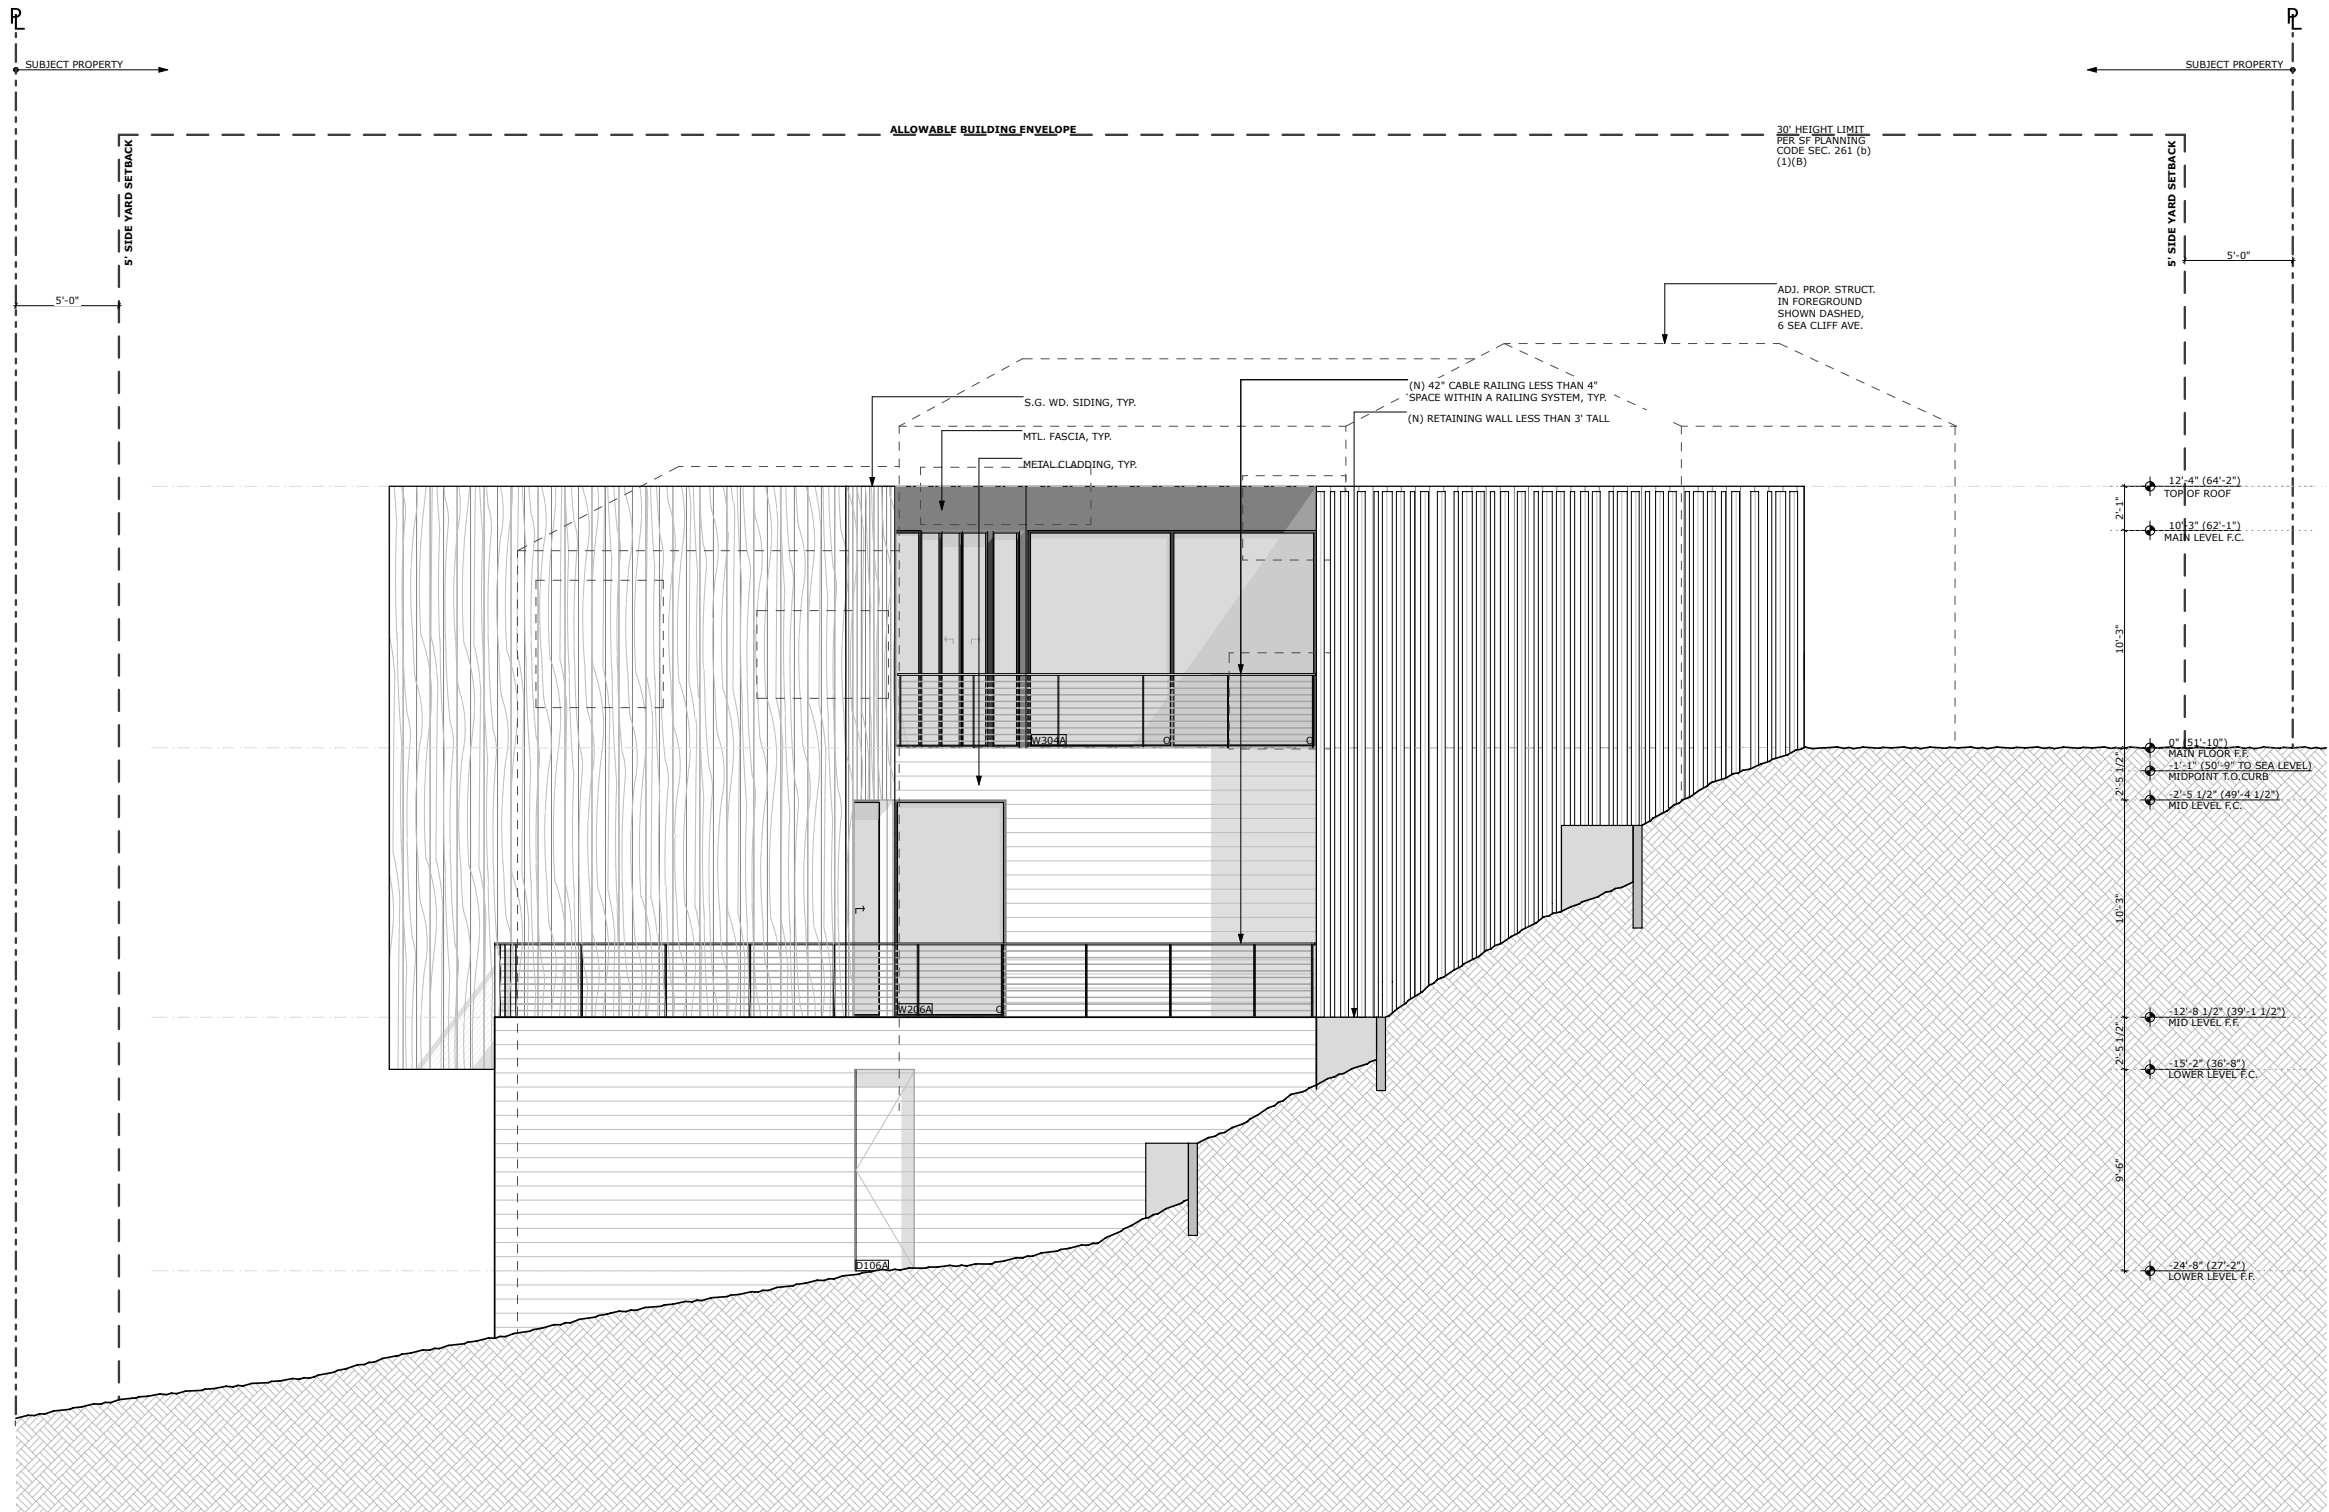 PL
PL
SUBJECT PROPERTY
SUBJECT PROPERTY
ALLOWABLE BUILDING ENVELOPE
30' HEIGHT LIMIT
PER SF PLANNING
CODE SEC. 261 (b)
(1)(B)
5' SIDE YARD SETBACK
5' SIDE YARD SETBACK
5'-0"
5'-0"
ADJ. PROP. STRUCT.
IN FOREGROUND
SHOWN DASHED,
6 SEA CLIFF AVE.
(N) 42" CABLE RAILING LESS THAN 4"
SPACE WITHIN A RAILING SYSTEM, TYP.
S.G. WD. SIDING, TYP.
(N) RETAINING WALL LESS THAN 3' TALL
MTL. FASCIA, TYP.
METAL CLADDING, TYP.
12'-4" (64'-2")
TOP OF ROOF
2'-1"
10'-3" (62'-1")
MAIN LEVEL F.C.
10'-3"
W304A
O
O
0" (51'-10")
MAIN FLOOR F.F.
-1'-1" (50'-9" TO SEA LEVEL)
MIDPOINT T.O.CURB
2'-5 1/2"
-2'-5 1/2" (49'-4 1/2")
MID LEVEL F.C.
10'-3"
W206A
O
-12'-8 1/2" (39'-1 1/2")
MID LEVEL F.F.
2'-5 1/2"
-15'-2" (36'-8")
LOWER LEVEL F.C.
9'-6"
D106A
-24'-8" (27'-2")
LOWER LEVEL F.F.